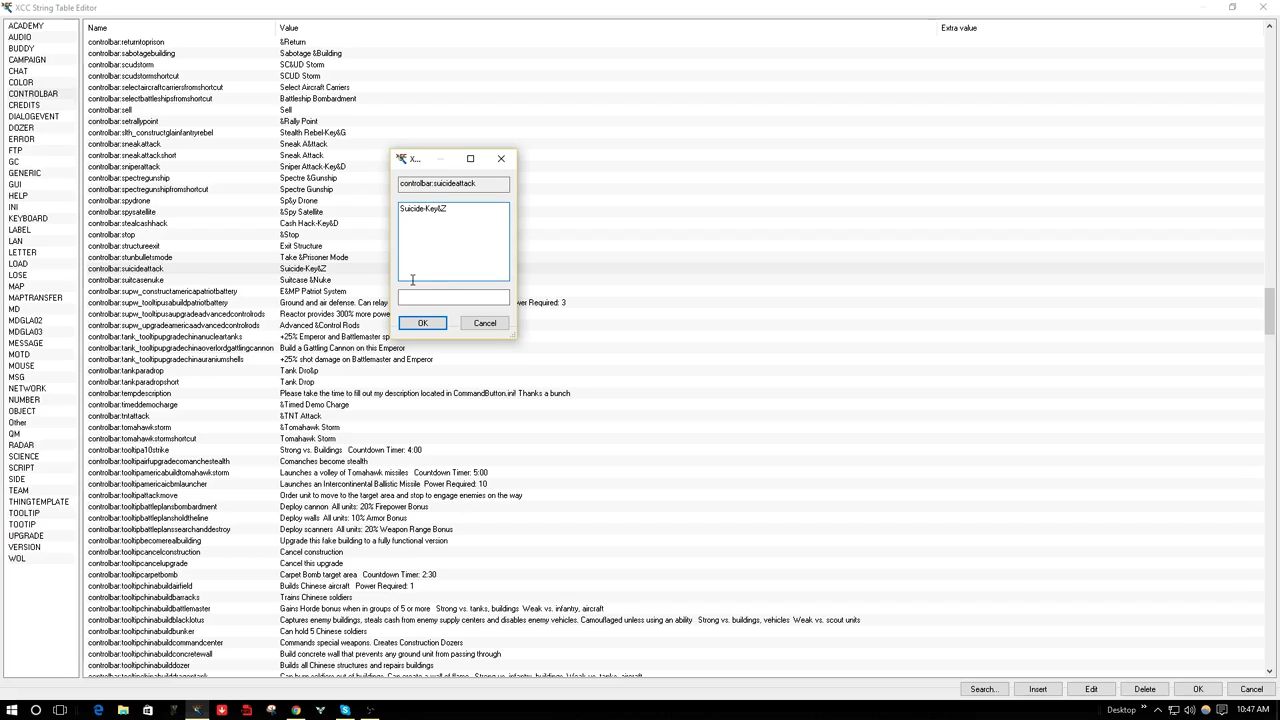 XCC String Table Editor
Name Value Extra value
ACADEMY
AUDIO
BUDDY
CAMPAIGN
CHAT
COLOR
CONTROLBAR
CREDITS
DIALOGEVENT
DOZER
ERROR
FTP
GC
GENERIC
GUI
HELP
INI
KEYBOARD
LABEL
LAN
LETTER
LOAD
LOSE
MAP
MAPTRANSFER
MD
MDGLA02
MDGLA03
MESSAGE
MOTD
MOUSE
MSG
NETWORK
NUMBER
OBJECT
Other
QM
RADAR
SCIENCE
SCRIPT
SIDE
TEAM
THINGTEMPLATE
TOOLTIP
TOOTIP
UPGRADE
VERSION
WOL
controlbar:returntoprison &Return
controlbar:sabotagebuilding Sabotage &Building
controlbar:scudstorm SC&UD Storm
controlbar:scudstormshortcut SCUD Storm
controlbar:selectaircraftcarriersfromshortcut Select Aircraft Carriers
controlbar:selectbattleshipsfromshortcut Battleship Bombardment
controlbar:sell Sell
controlbar:setrallypoint &Rally Point
controlbar:slth_constructglainfantryrebel Stealth Rebel-Key&G
controlbar:sneakattack Sneak A&ttack
controlbar:sneakattackshort Sneak Attack
controlbar:sniperattack Sniper Attack-Key&D
controlbar:spectregunship Spectre &Gunship
controlbar:spectregunshipfromshortcut Spectre Gunship
controlbar:spydrone Sp&y Drone
controlbar:spysatellite &Spy Satellite
controlbar:stealcashhack Cash Hack-Key&D
controlbar:stop &Stop
controlbar:structureexit Exit Structure
controlbar:stunbulletsmode Take &Prisoner Mode
controlbar:suicideattack Suicide-Key&Z
controlbar:suitcasenuke Suitcase &Nuke
controlbar:supw_constructamericapatriotbattery E&MP Patriot System
controlbar:supw_tooltipusabuildpatriotbattery Ground and air defense. Can relay wer Required: 3
controlbar:supw_tooltipusaupgradeadvancedcontrolrods Reactor provides 300% more powe
controlbar:supw_upgradeamericaadvancedcontrolrods Advanced &Control Rods
controlbar:tank_tooltipupgradechinanucleartanks +25% Emperor and Battlemaster sp
controlbar:tank_tooltipupgradechinaoverlordgattlingcannon Build a Gattling Cannon on this Emperor
controlbar:tank_tooltipupgradechinauraniumshells +25% shot damage on Battlemaster and Emperor
controlbar:tankparadrop Tank Dro&p
controlbar:tankparadropshort Tank Drop
controlbar:tempdescription Please take the time to fill out my description located in CommandButton.ini! Thanks a bunch
controlbar:timeddemocharge &Timed Demo Charge
controlbar:tntattack &TNT Attack
controlbar:tomahawkstorm &Tomahawk Storm
controlbar:tomahawkstormshortcut Tomahawk Storm
controlbar:tooltipa10strike Strong vs. Buildings Countdown Timer: 4:00
controlbar:tooltipairfupgradecomanchestealth Comanches become stealth
controlbar:tooltipamericabuildtomahawkstorm Launches a volley of Tomahawk missiles Countdown Timer: 5:00
controlbar:tooltipamericaicbmlauncher Launches an Intercontinental Ballistic Missile Power Required: 10
controlbar:tooltipattackmove Order unit to move to the target area and stop to engage enemies on the way
controlbar:tooltipbattleplansbombardment Deploy cannon All units: 20% Firepower Bonus
controlbar:tooltipbattleplansholdtheline Deploy walls All units: 10% Armor Bonus
controlbar:tooltipbattleplanssearchanddestroy Deploy scanners All units: 20% Weapon Range Bonus
controlbar:tooltipbecomerealbuilding Upgrade this fake building to a fully functional version
controlbar:tooltipcancelconstruction Cancel construction
controlbar:tooltipcancelupgrade Cancel this upgrade
controlbar:tooltipcarpetbomb Carpet Bomb target area Countdown Timer: 2:30
controlbar:tooltipchinabuildairfield Builds Chinese aircraft Power Required: 1
controlbar:tooltipchinabuildbarracks Trains Chinese soldiers
controlbar:tooltipchinabuildbattlemaster Gains Horde bonus when in groups of 5 or more Strong vs. tanks, buildings Weak vs. infantry, aircraft
controlbar:tooltipchinabuildblacklotus Captures enemy buildings, steals cash from enemy supply centers and disables enemy vehicles. Camouflaged unless using an ability Strong vs. buildings, vehicles Weak vs. scout units
controlbar:tooltipchinabuildbunker Can hold 5 Chinese soldiers
controlbar:tooltipchinabuildcommandcenter Commands special weapons. Creates Construction Dozers
controlbar:tooltipchinabuildconcretewall Build concrete wall that prevents any ground unit from passing through
controlbar:tooltipchinabuilddozer Builds all Chinese structures and repairs buildings
X...
controlbar:suicideattack
Suicide-Key&Z
OK Cancel
Search... Insert Edit Delete OK Cancel
Desktop 10:47 AM